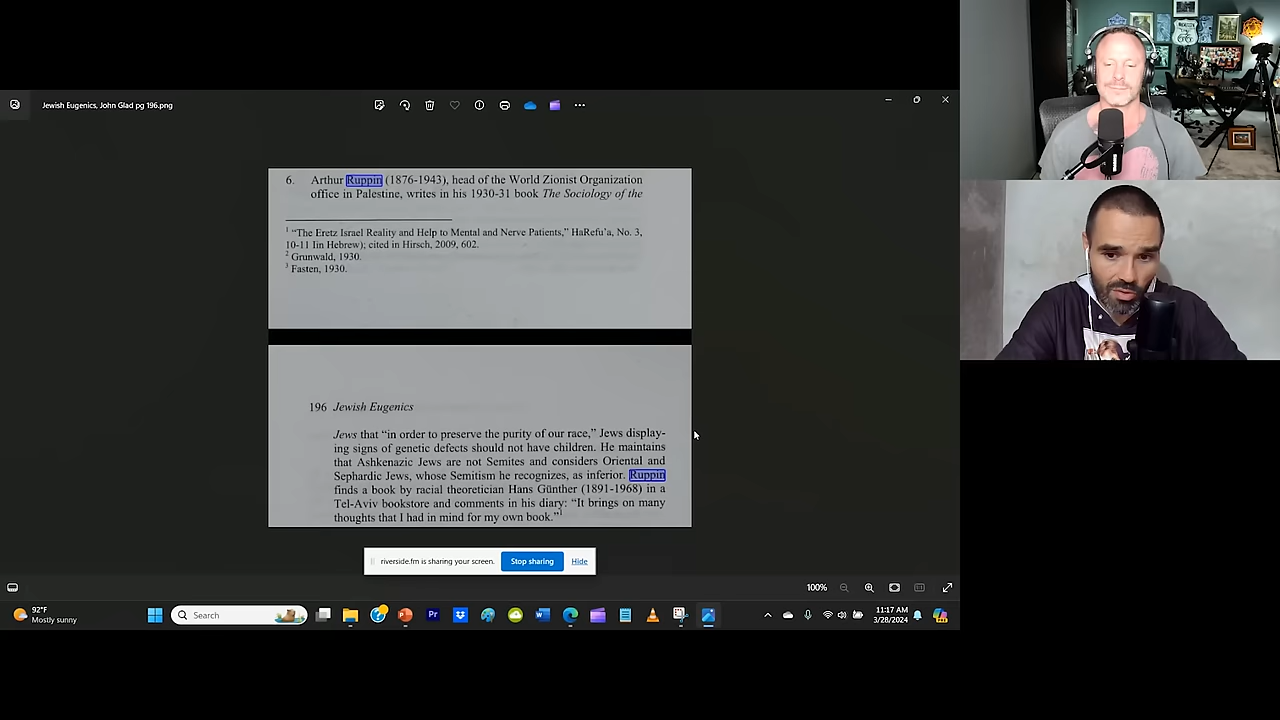 Jewish Eugenics, John Glad pg 196.png
6. Arthur Ruppin (1876-1943), head of the World Zionist Organization
office in Palestine, writes in his 1930-31 book The Sociology of the
1 "The Eretz Israel Reality and Help to Mental and Nerve Patients," HaRefu'a, No. 3,
10-11 Iin Hebrew); cited in Hirsch, 2009, 602.
2 Grunwald, 1930.
3 Fasten, 1930.
196 Jewish Eugenics
Jews that “in order to preserve the purity of our race,” Jews display-
ing signs of genetic defects should not have children. He maintains
that Ashkenazic Jews are not Semites and considers Oriental and
Sephardic Jews, whose Semitism he recognizes, as inferior. Ruppin
finds a book by racial theoretician Hans Günther (1891-1968) in a
Tel-Aviv bookstore and comments in his diary: “It brings on many
thoughts that I had in mind for my own book.”1
riverside.fm is sharing your screen. Stop sharing Hide
100%
92°F
Mostly sunny
Search
Pr
11:17 AM
3/28/2024